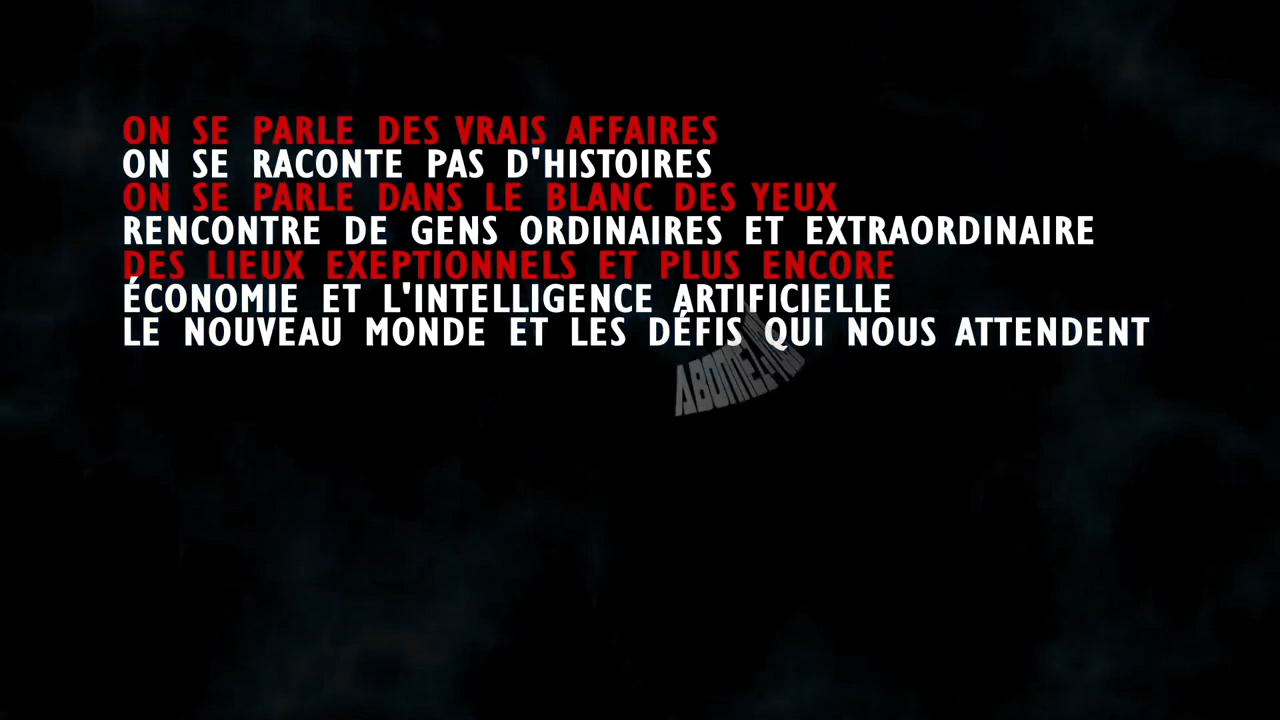 ON SE PARLE DES VRAIS AFFAIRES
ON SE RACONTE PAS D'HISTOIRES
ON SE PARLE DANS LE BLANC DES YEUX
RENCONTRE DE GENS ORDINAIRES ET EXTRAORDINAIRE
DES LIEUX EXEPTIONNELS ET PLUS ENCORE
ÉCONOMIE ET L'INTELLIGENCE ARTIFICIELLE
LE NOUVEAU MONDE ET LES DÉFIS QUI NOUS ATTENDENT